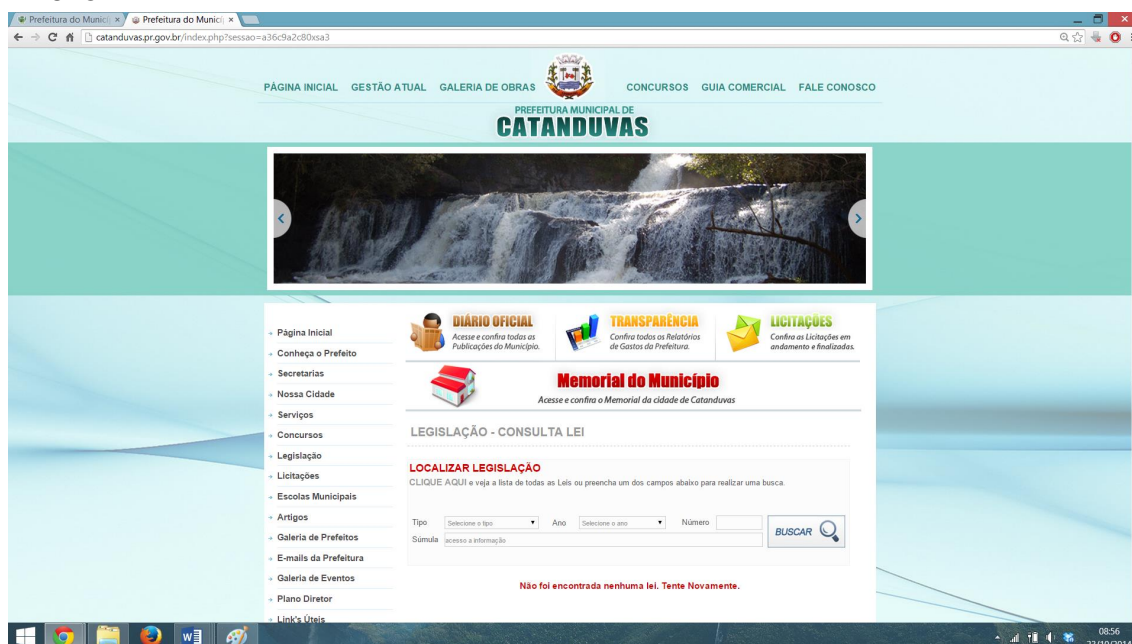 Prefeitura do Municíp
Prefeitura do Municíp
catanduvas.pr.gov.br/index.php?sessao=a36c9a2c80xsa3
PÁGINA INICIAL GESTÃO ATUAL GALERIA DE OBRAS CONCURSOS GUIA COMERCIAL FALE CONOSCO
PREFEITURA MUNICIPAL DE
CATANDUVAS
DIÁRIO OFICIAL
Acesse e confira todas as
Publicações do Município.
TRANSPARÊNCIA
Confira todos os Relatórios
de Gastos da Prefeitura.
LICITAÇÕES
Confira as Licitações em
andamento e finalizadas.
Memorial do Município
Acesse e confira o Memorial da cidade de Catanduvas
Página Inicial
Conheça o Prefeito
Secretarias
Nossa Cidade
Serviços
Concursos
Legislação
Licitações
Escolas Municipais
Artigos
Galeria de Prefeitos
E-mails da Prefeitura
Galeria de Eventos
Plano Diretor
Link's Úteis
LEGISLAÇÃO - CONSULTA LEI
LOCALIZAR LEGISLAÇÃO
CLIQUE AQUI e veja a lista de todas as Leis ou preencha um dos campos abaixo para realizar uma busca.
Tipo Selecione o tipo Ano Selecione o ano Número
Súmula acesso a informação
BUSCAR
Não foi encontrada nenhuma lei. Tente Novamente.
08:56
23/10/2014